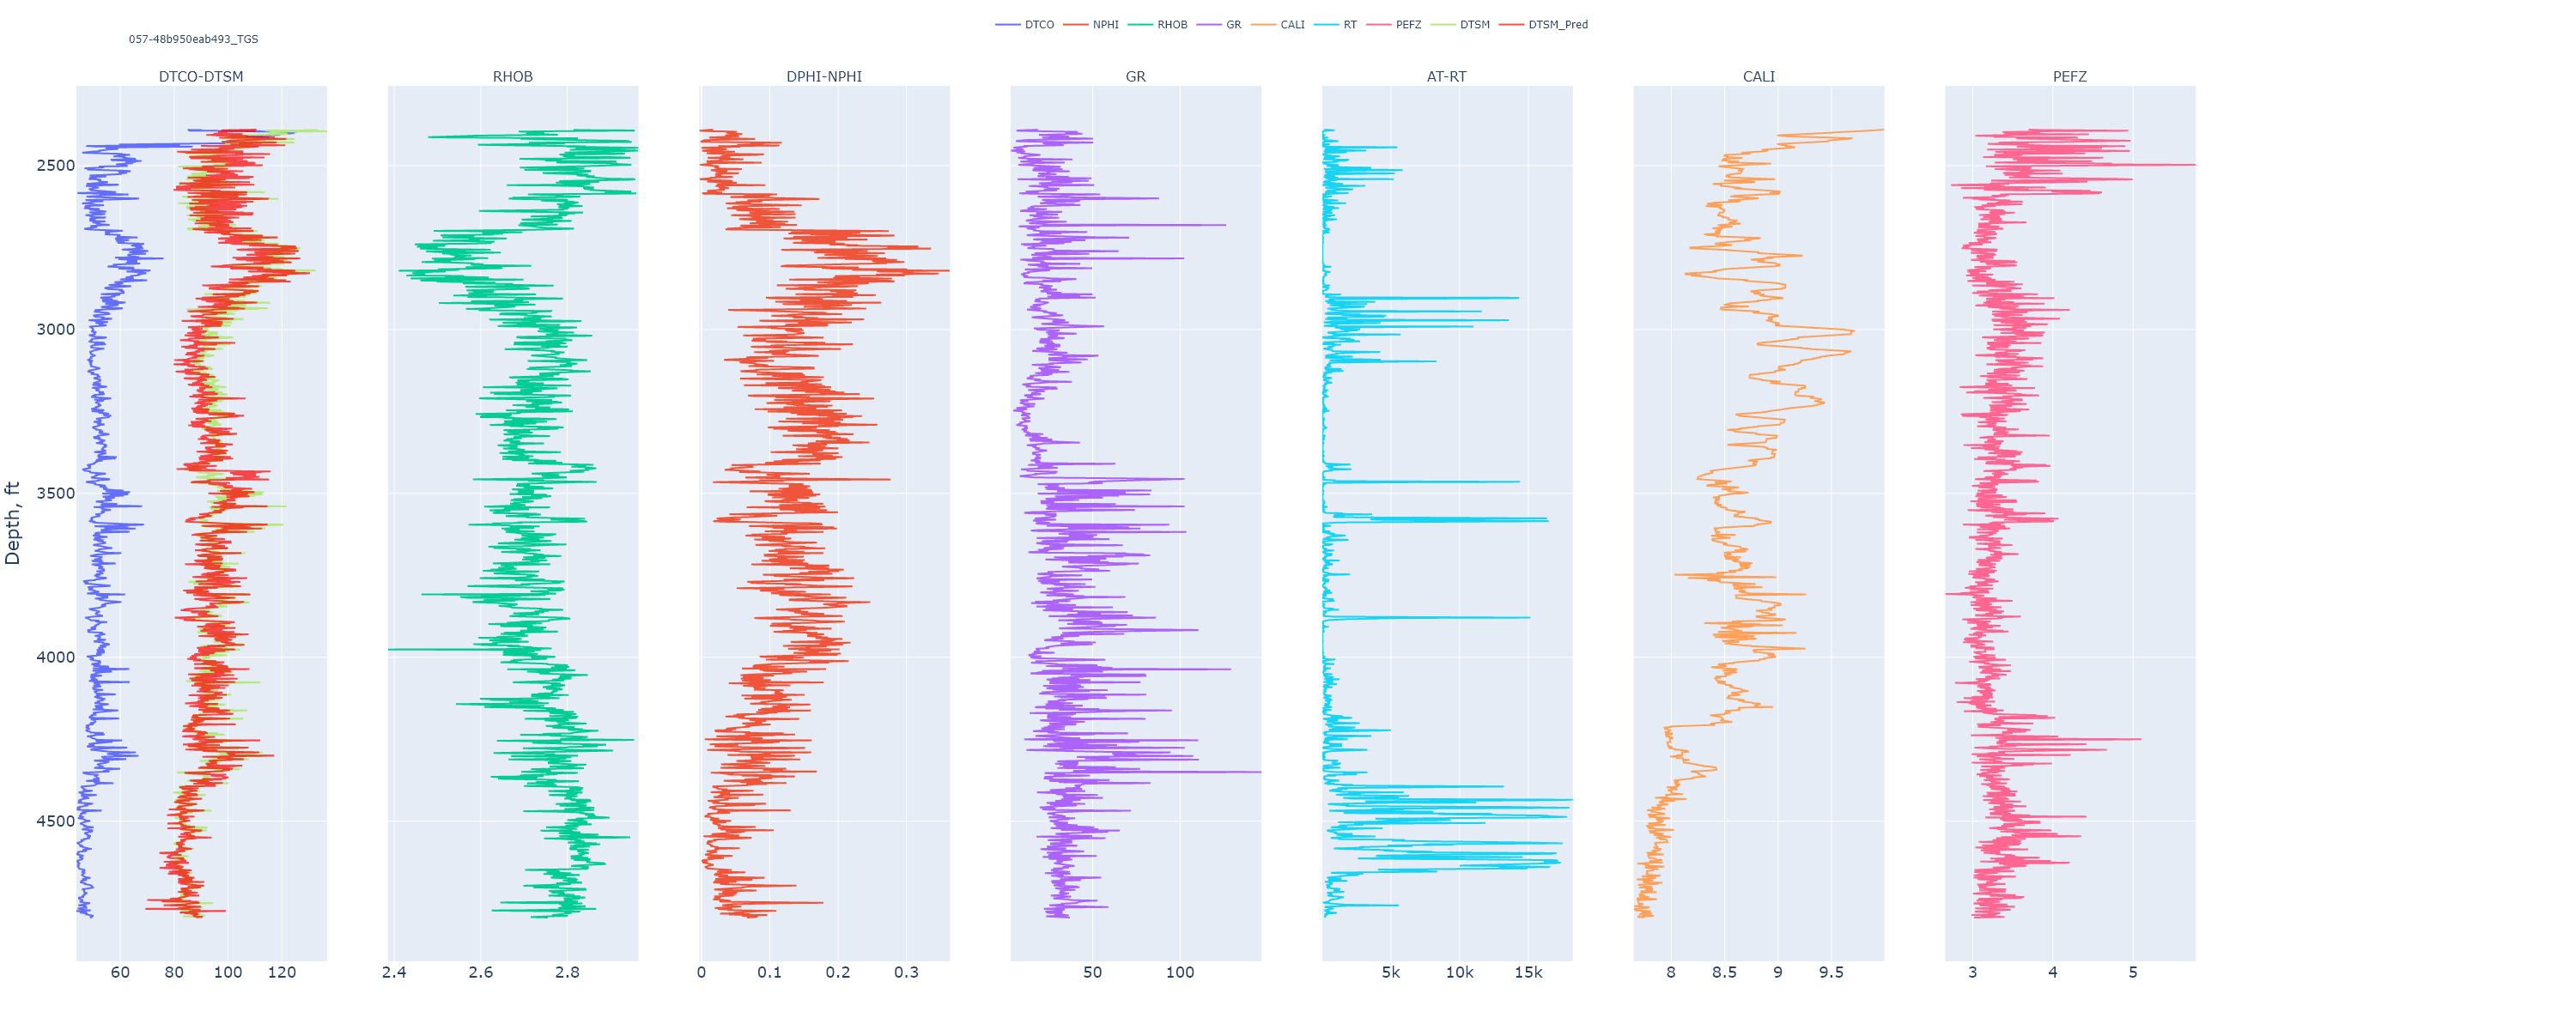 DTCO NPHI RHOB GR CALI RT PEFZ DTSM DTSM_Pred
057-48b950eab493_TGS
DTCO-DTSM RHOB DPHI-NPHI GR AT-RT CALI PEFZ
Depth, ft
2500
3000
3500
4000
4500
60 80 100 120 2.4 2.6 2.8 0 0.1 0.2 0.3 50 100 5k 10k 15k 8 8.5 9 9.5 3 4 5